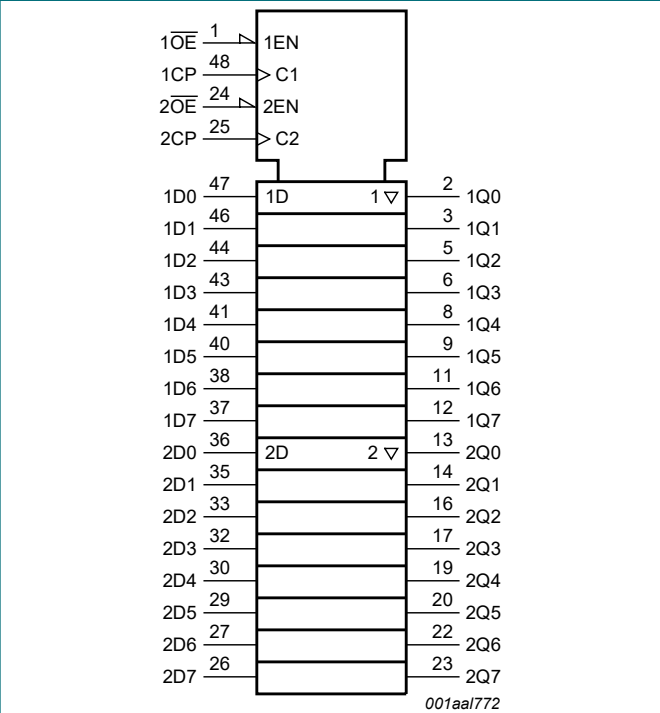 1O̅E̅ 1 1EN
1CP 48 C1
2O̅E̅ 24 2EN
2CP 25 C2
1D0 47 1D 1 ▽ 2 1Q0
1D1 46 3 1Q1
1D2 44 5 1Q2
1D3 43 6 1Q3
1D4 41 8 1Q4
1D5 40 9 1Q5
1D6 38 11 1Q6
1D7 37 12 1Q7
2D0 36 2D 2 ▽ 13 2Q0
2D1 35 14 2Q1
2D2 33 16 2Q2
2D3 32 17 2Q3
2D4 30 19 2Q4
2D5 29 20 2Q5
2D6 27 22 2Q6
2D7 26 23 2Q7
001aal772